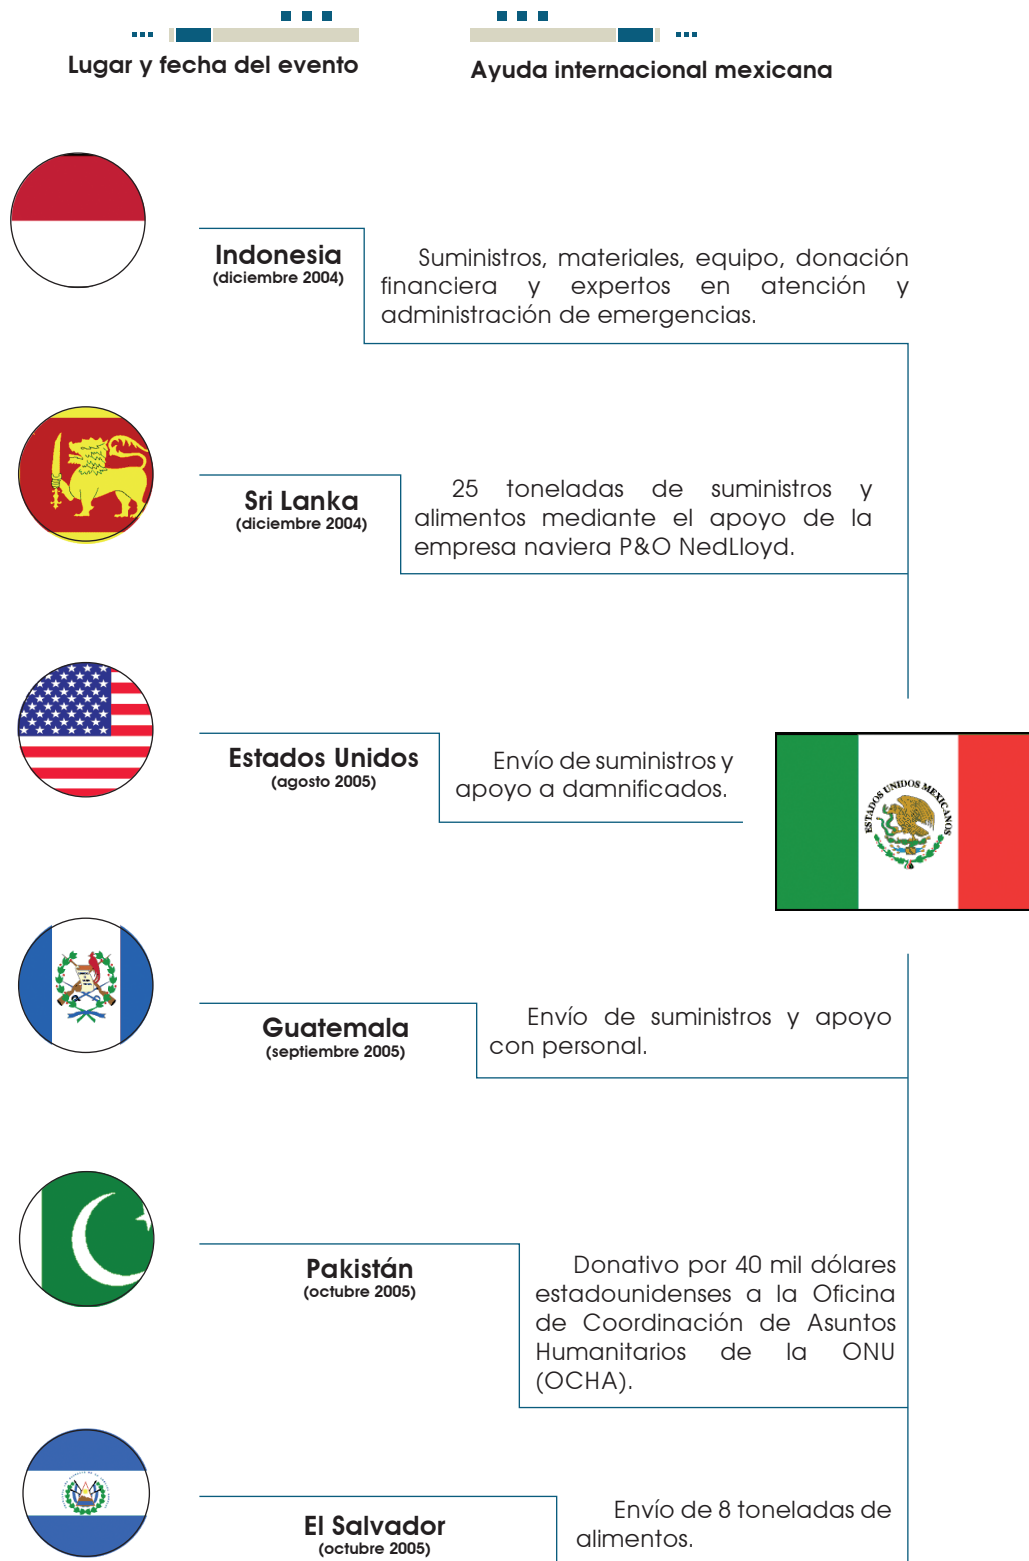 Lugar y fecha del evento
Ayuda internacional mexicana
Indonesia
(diciembre 2004)
Suministros, materiales, equipo, donación
financiera y expertos en atención y
administración de emergencias.
Sri Lanka
(diciembre 2004)
25 toneladas de suministros y
alimentos mediante el apoyo de la
empresa naviera P&O NedLloyd.
Estados Unidos
(agosto 2005)
Envío de suministros y
apoyo a damnificados.
ESTADOS UNIDOS MEXICANOS
Guatemala
(septiembre 2005)
Envío de suministros y apoyo
con personal.
Pakistán
(octubre 2005)
Donativo por 40 mil dólares
estadounidenses a la Oficina
de Coordinación de Asuntos
Humanitarios de la ONU
(OCHA).
El Salvador
(octubre 2005)
Envío de 8 toneladas de
alimentos.